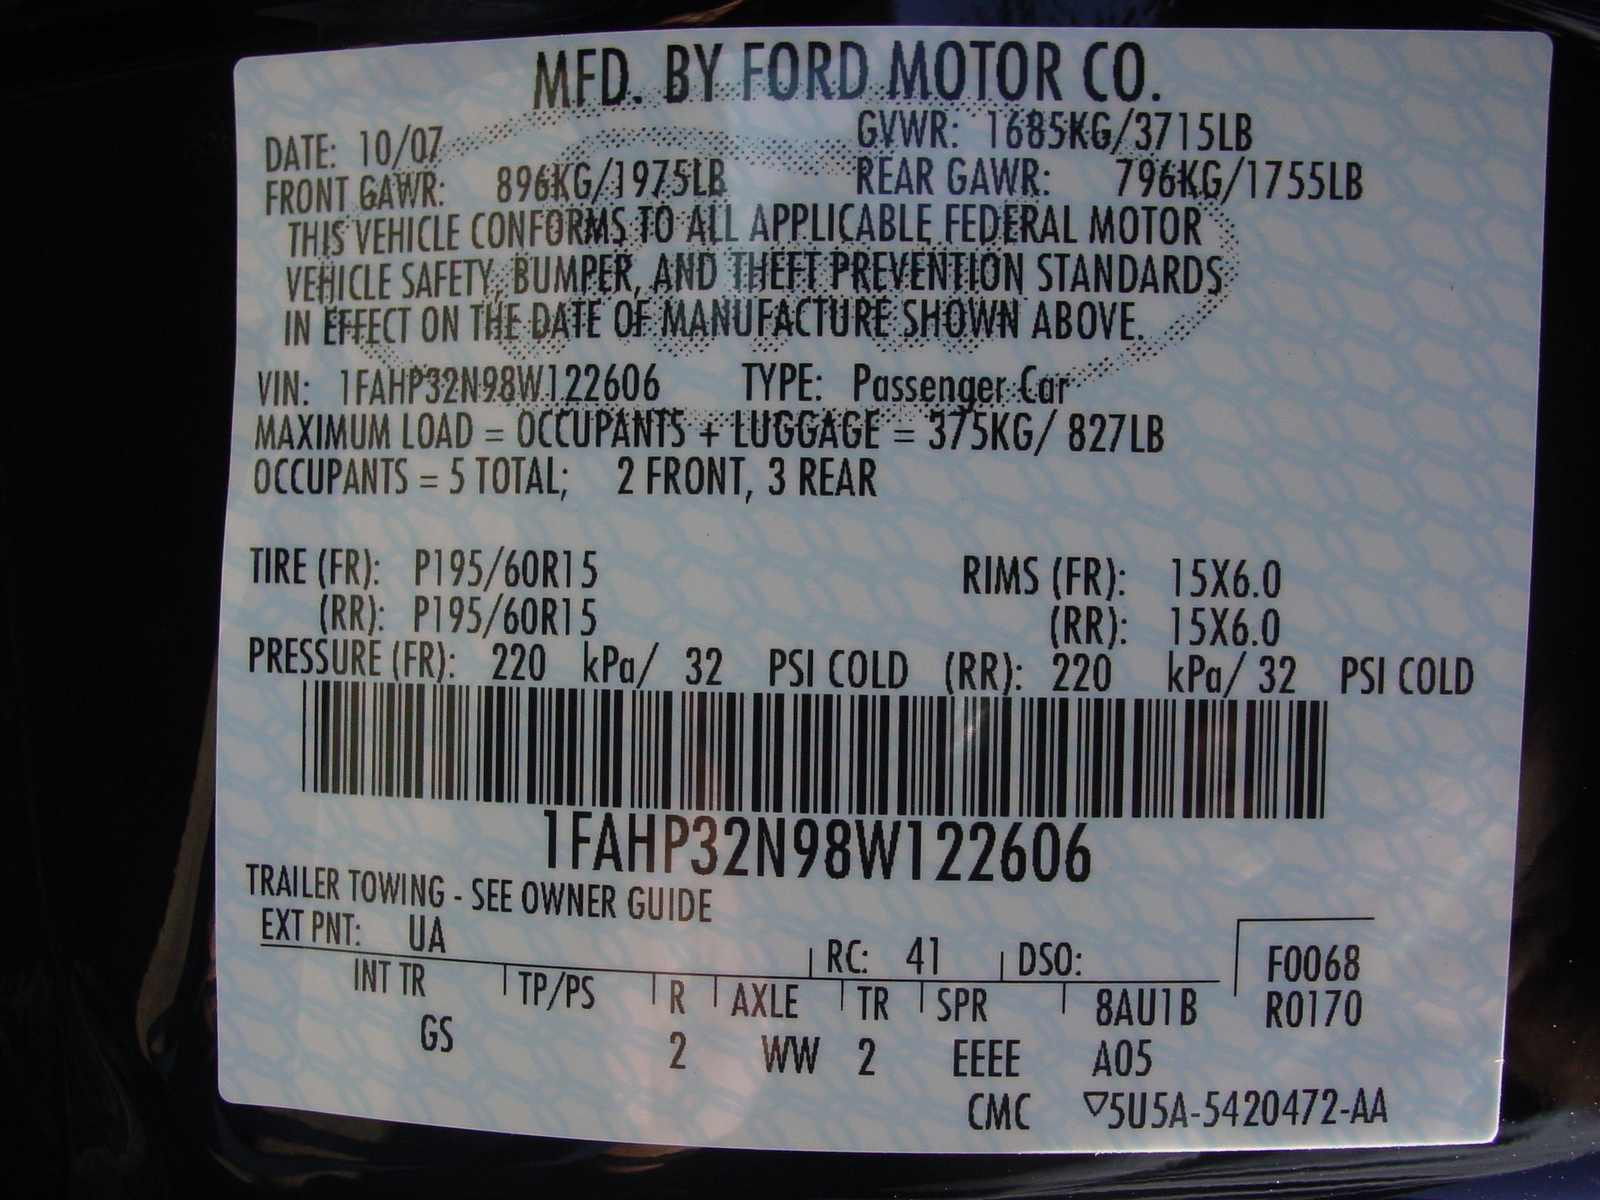 MFD. BY FORD MOTOR CO.
DATE: 10/07 GVWR: 1685KG/3715LB
FRONT GAWR: 896KG/1975LB REAR GAWR: 796KG/1755LB
THIS VEHICLE CONFORMS TO ALL APPLICABLE FEDERAL MOTOR
VEHICLE SAFETY, BUMPER, AND THEFT PREVENTION STANDARDS
IN EFFECT ON THE DATE OF MANUFACTURE SHOWN ABOVE.
VIN: 1FAHP32N98W122606 TYPE: Passenger Car
MAXIMUM LOAD = OCCUPANTS + LUGGAGE = 375KG/ 827LB
OCCUPANTS = 5 TOTAL; 2 FRONT, 3 REAR
TIRE (FR): P195/60R15 RIMS (FR): 15X6.0
(RR): P195/60R15 (RR): 15X6.0
PRESSURE (FR): 220 kPa/ 32 PSI COLD (RR): 220 kPa/ 32 PSI COLD
1FAHP32N98W122606
TRAILER TOWING - SEE OWNER GUIDE
EXT PNT: UA RC: 41 DSO: F0068
INT TR TP/PS R AXLE TR SPR 8AU1B R0170
GS 2 WW 2 EEEE A05
CMC ▽5U5A-5420472-AA